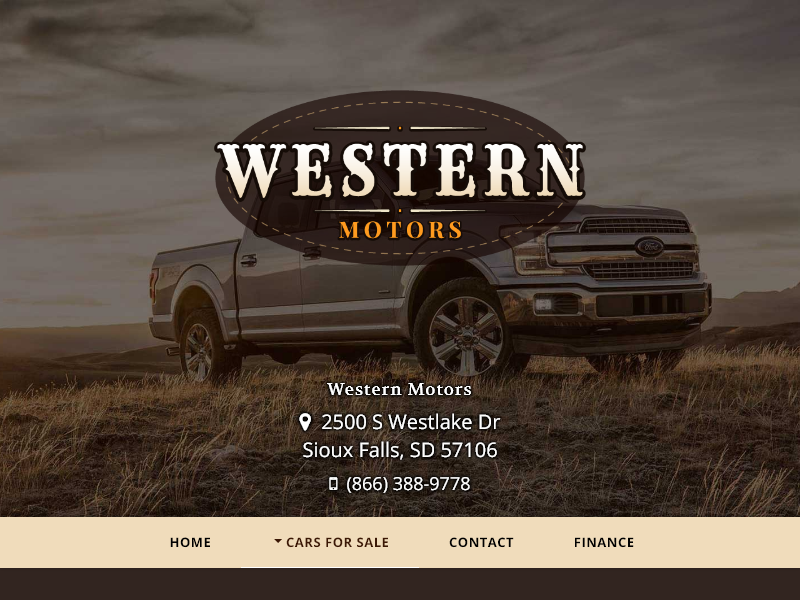 WESTERN
MOTORS
Western Motors
2500 S Westlake Dr
Sioux Falls, SD 57106
(866) 388-9778
HOME CARS FOR SALE CONTACT FINANCE